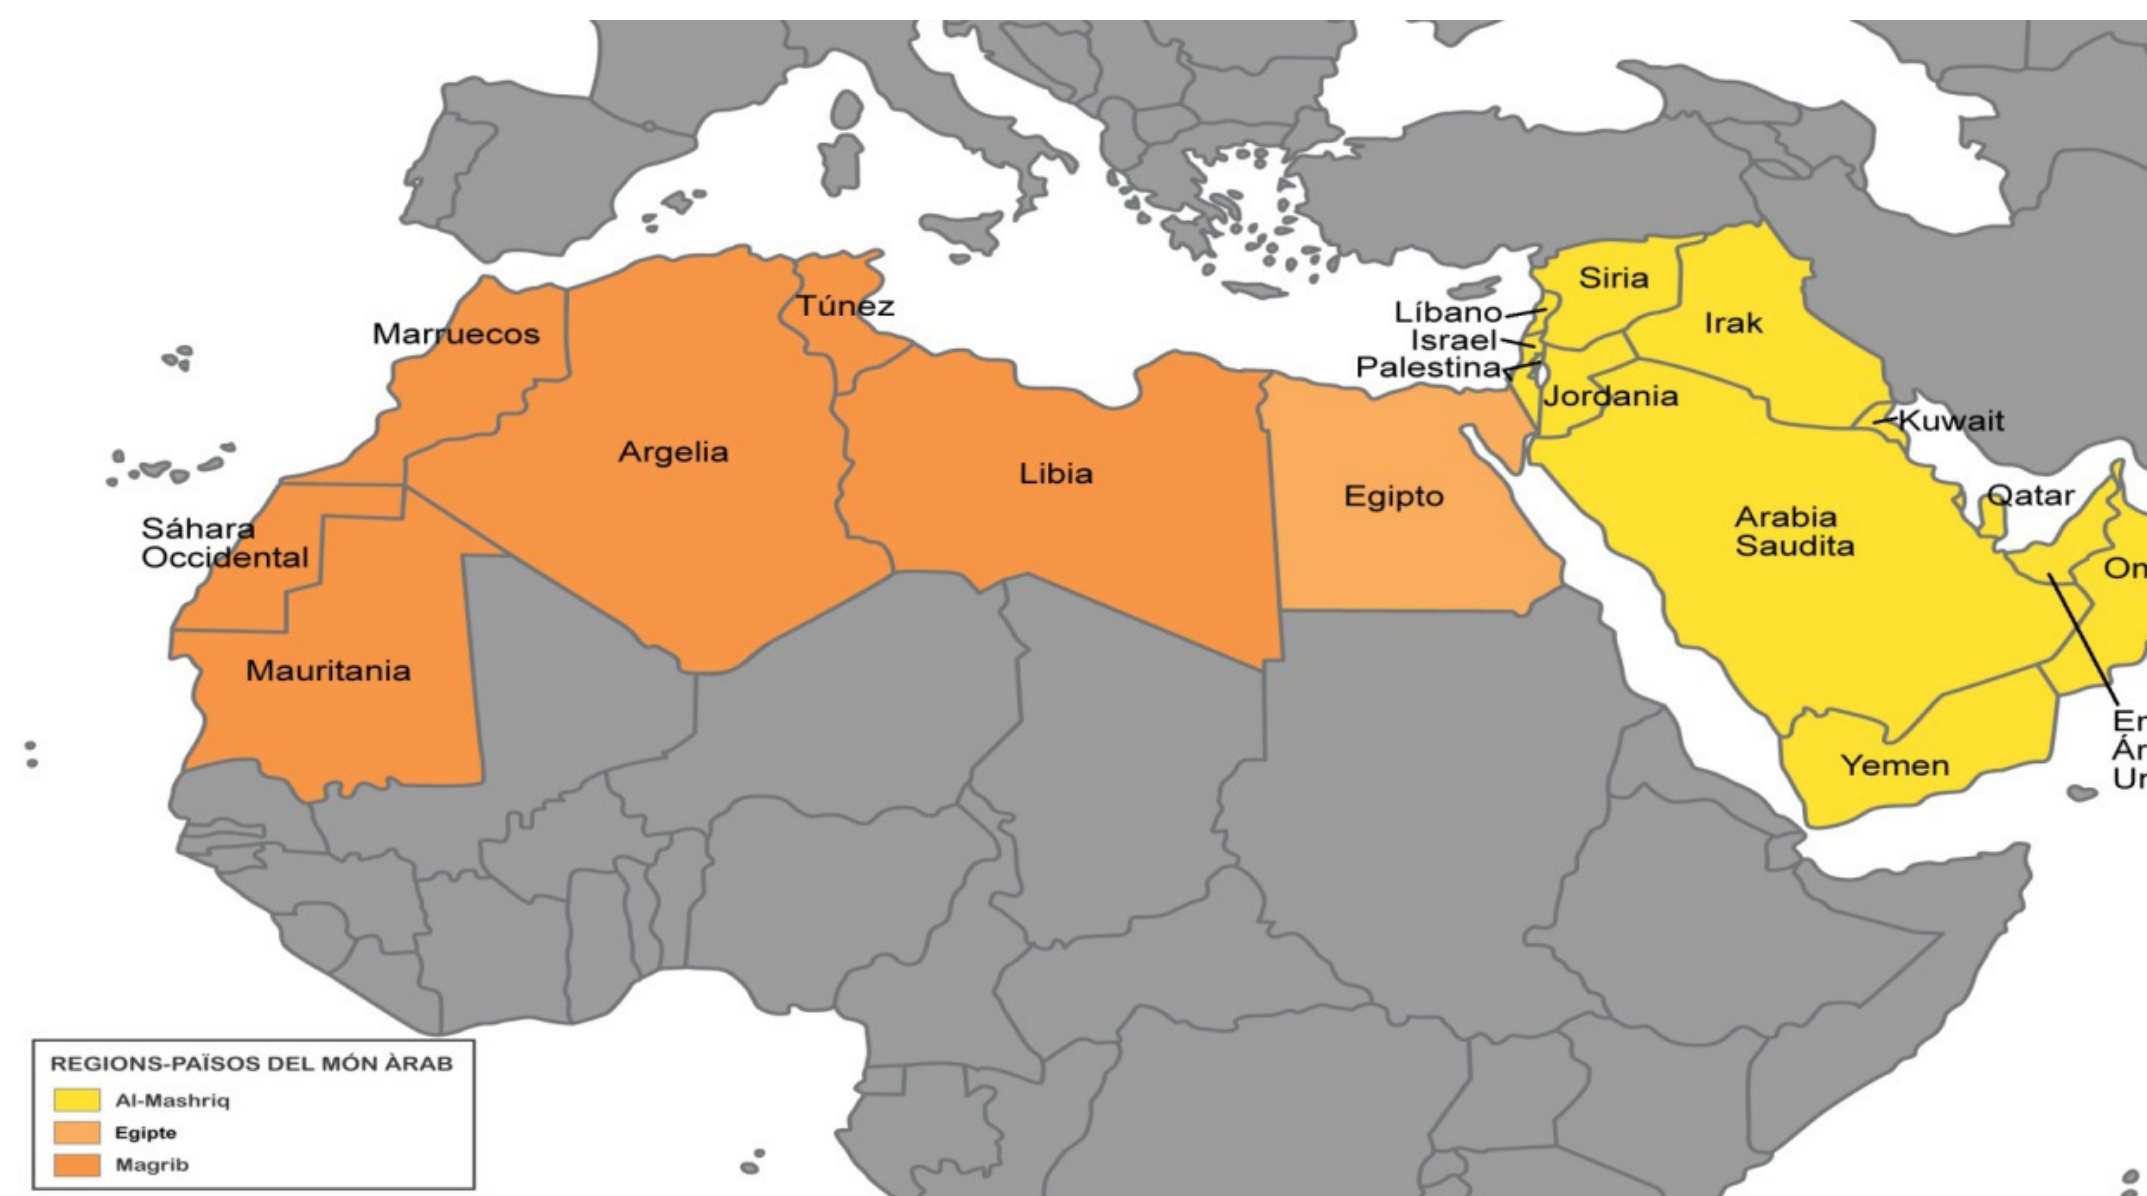 Siria
Líbano
Israel
Palestina
Irak
Jordania
Kuwait
Túnez
Marruecos
Argelia
Libia
Egipto
Qatar
Arabia
Saudita
Sáhara
Occidental
Mauritania
Yemen
REGIONS-PAÏSOS DEL MÓN ÀRAB
Al-Mashriq
Egipte
Magrib